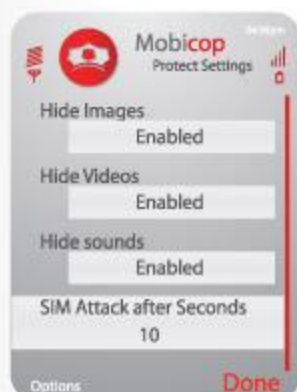 Mobicop
Protect Settings
Hide Images
Enabled
Hide Videos
Enabled
Hide sounds
Enabled
SIM Attack after Seconds
10
Options
Done